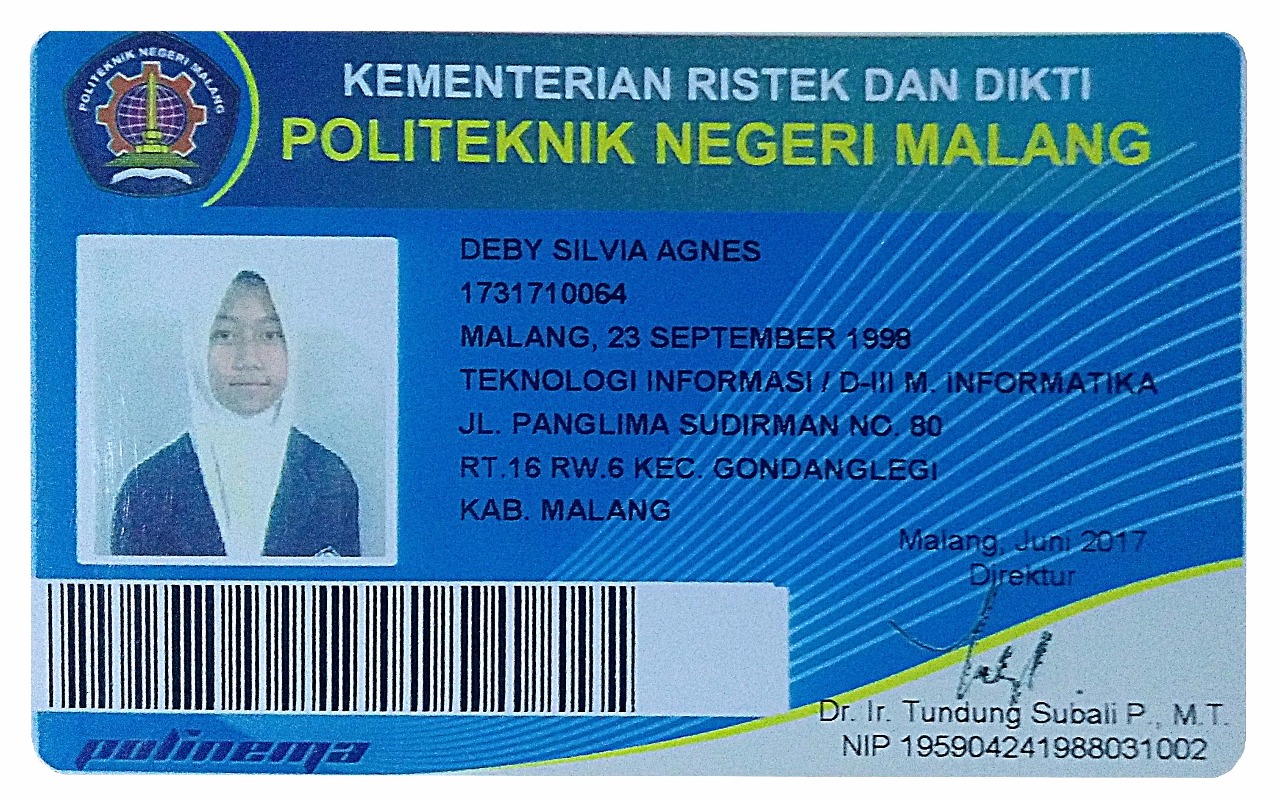 POLITEKNIK NEGERI MALANG
KEMENTERIAN RISTEK DAN DIKTI
POLITEKNIK NEGERI MALANG
DEBY SILVIA AGNES
1731710064
MALANG, 23 SEPTEMBER 1998
TEKNOLOGI INFORMASI / D-III M. INFORMATIKA
JL. PANGLIMA SUDIRMAN NO. 80
RT.16 RW.6 KEC. GONDANGLEGI
KAB. MALANG
Malang, Juni 2017
Direktur
Dr. Ir. Tundung Subali P., M.T.
NIP 195904241988031002
polinema